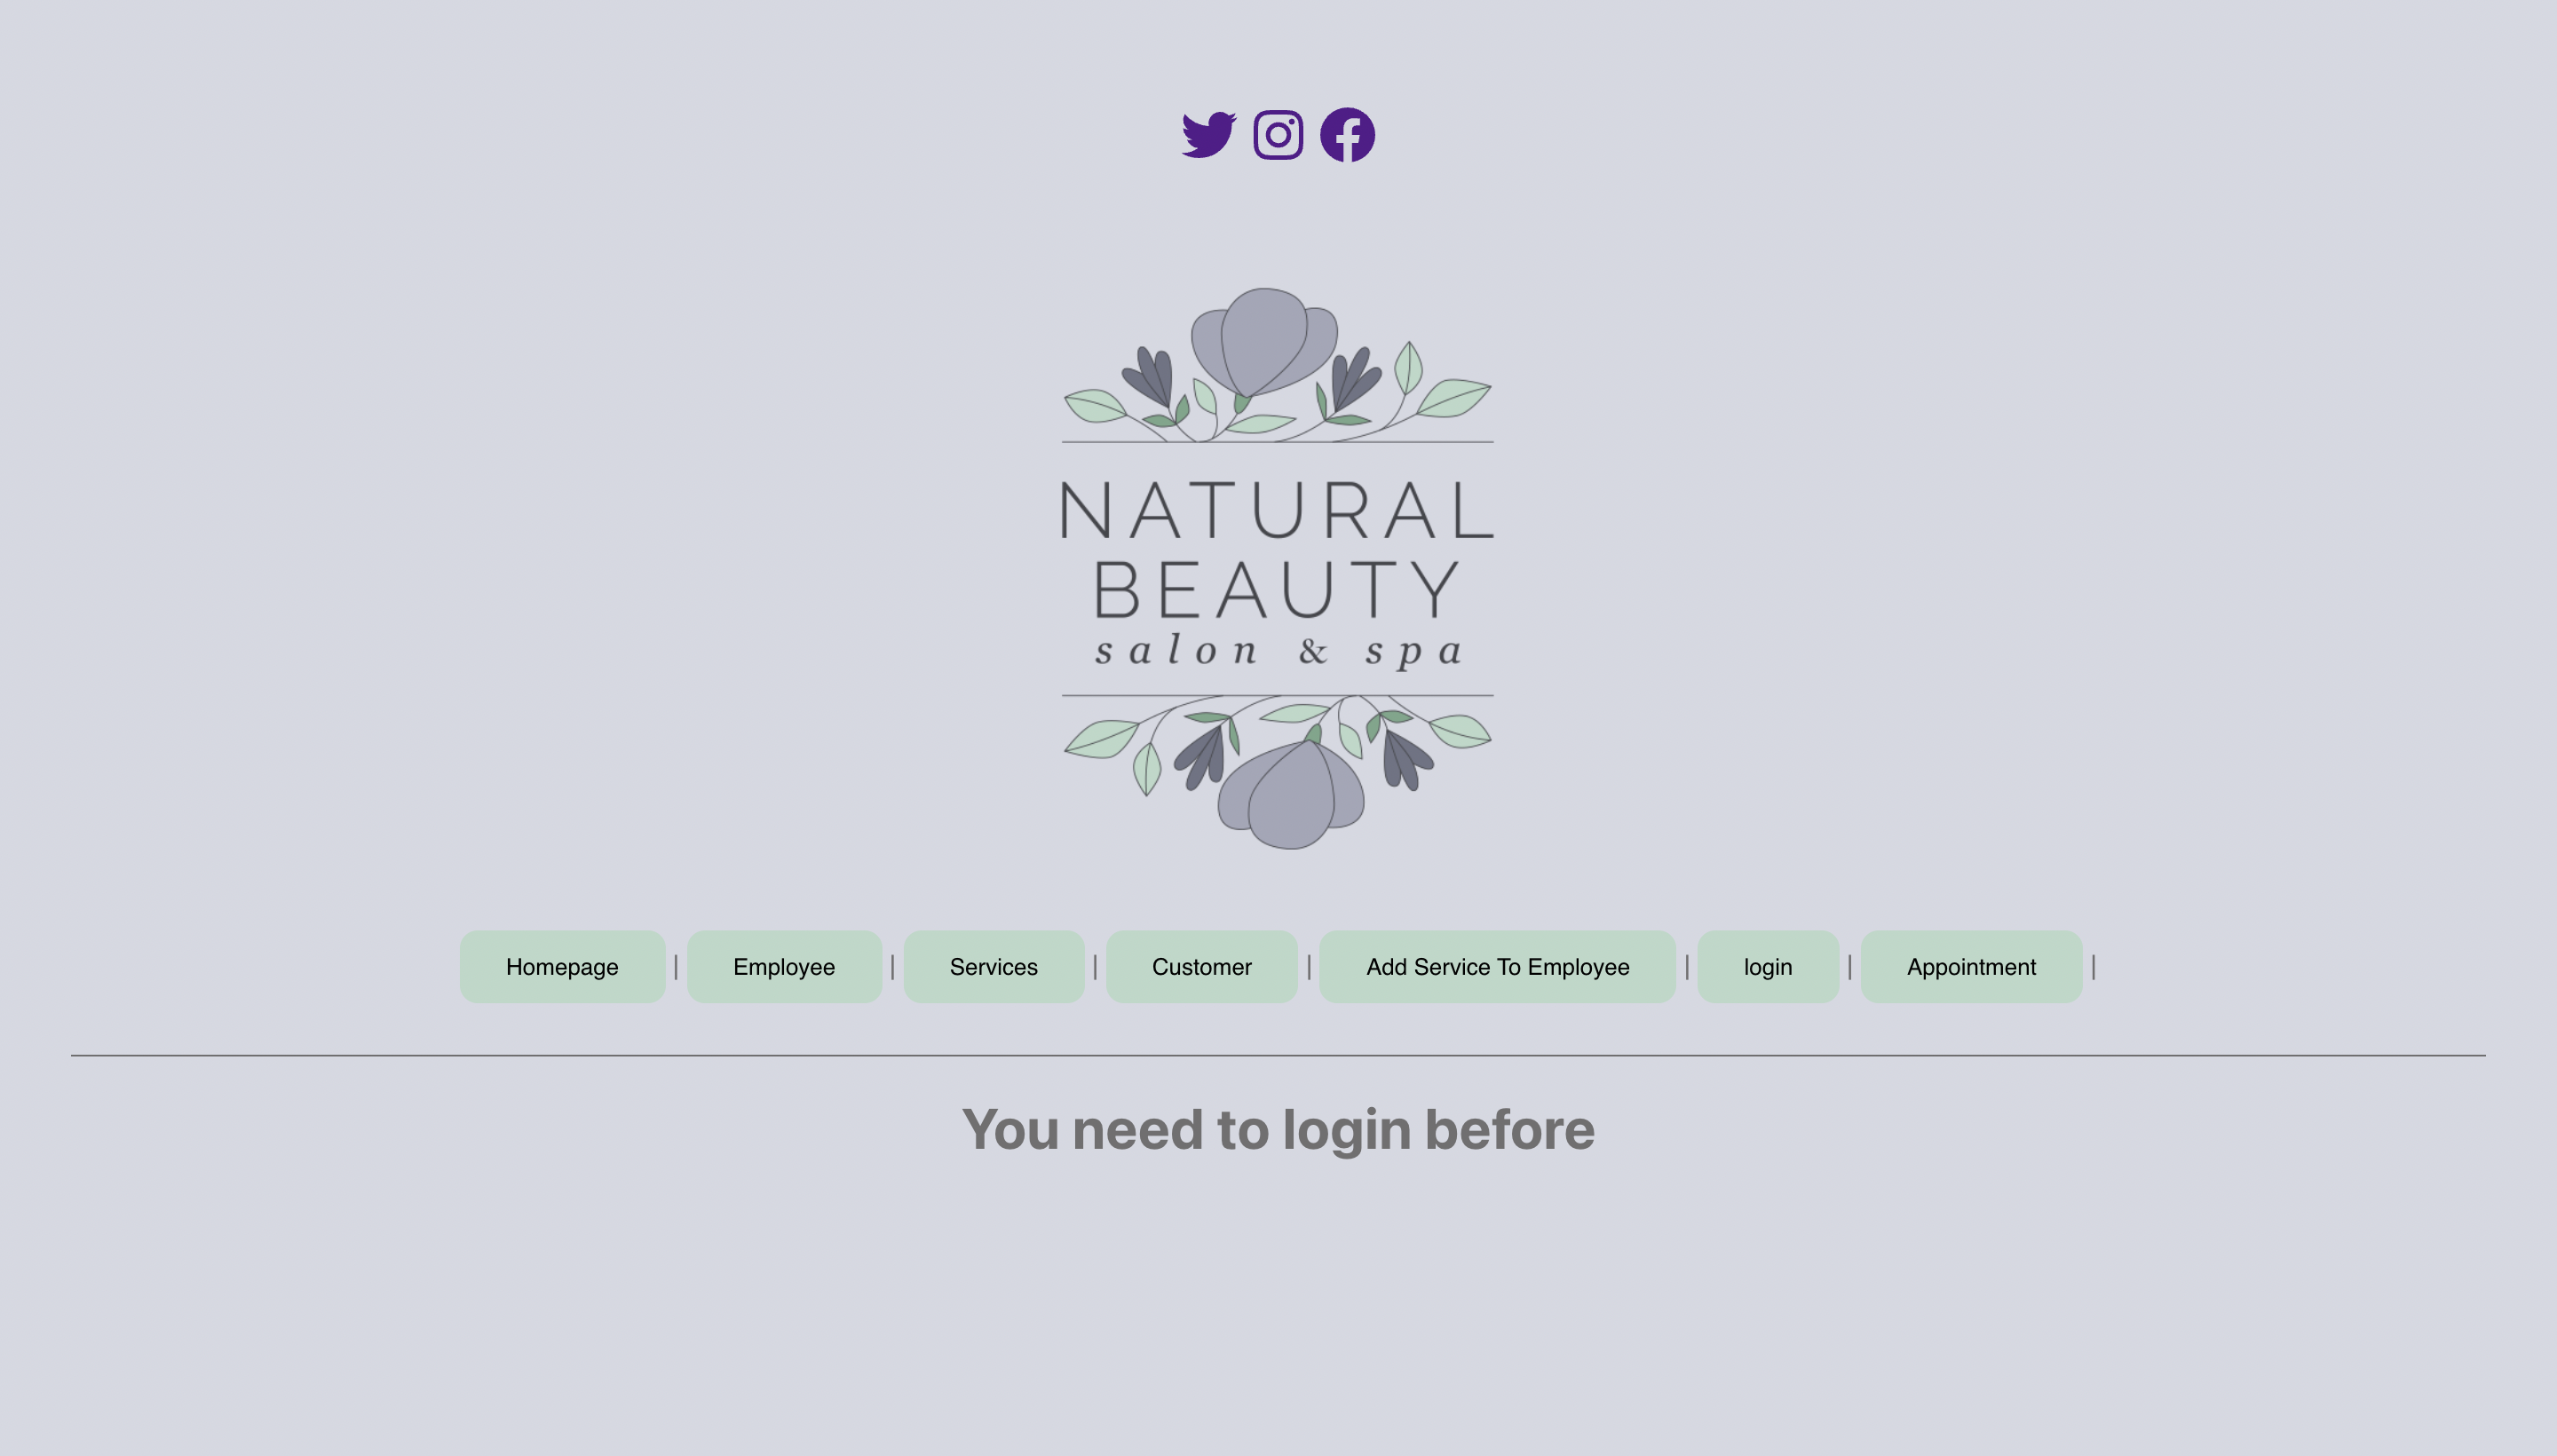 NATURAL
BEAUTY
salon & spa
Homepage | Employee | Services | Customer | Add Service To Employee | login | Appointment |
You need to login before